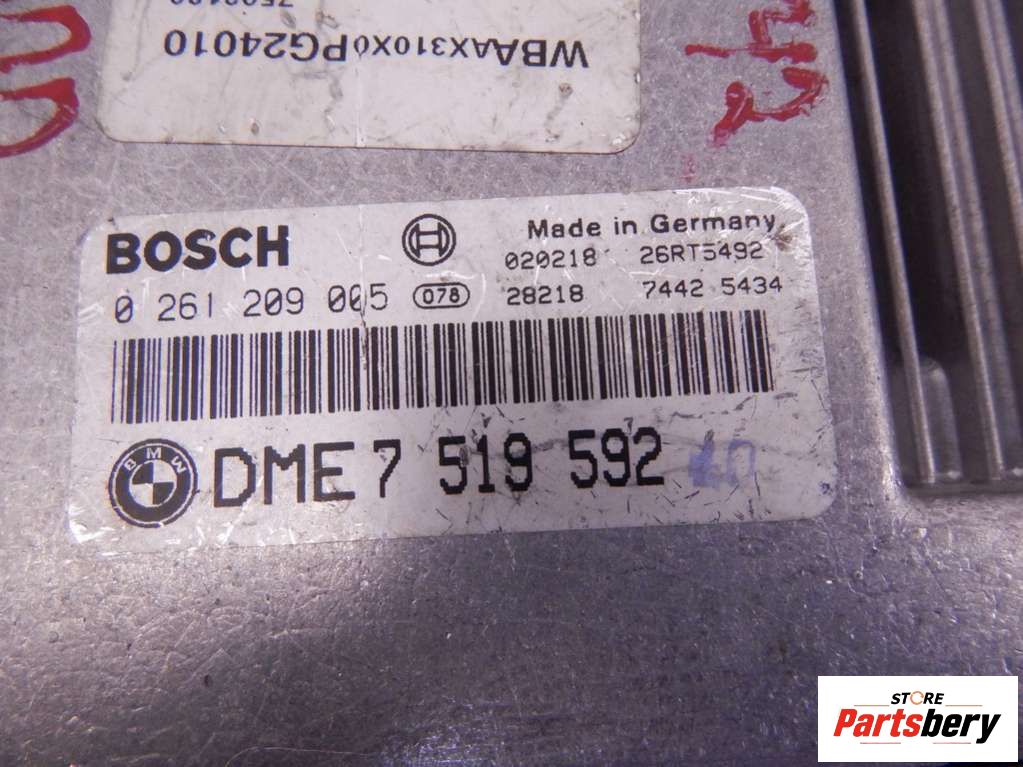 WBAAX310X0PG24010
BOSCH
Made in Germany
020218 26RT5492
0 261 209 005 078 28218 7442 5434
BMW
DME 7 519 592
STORE
Partsbery